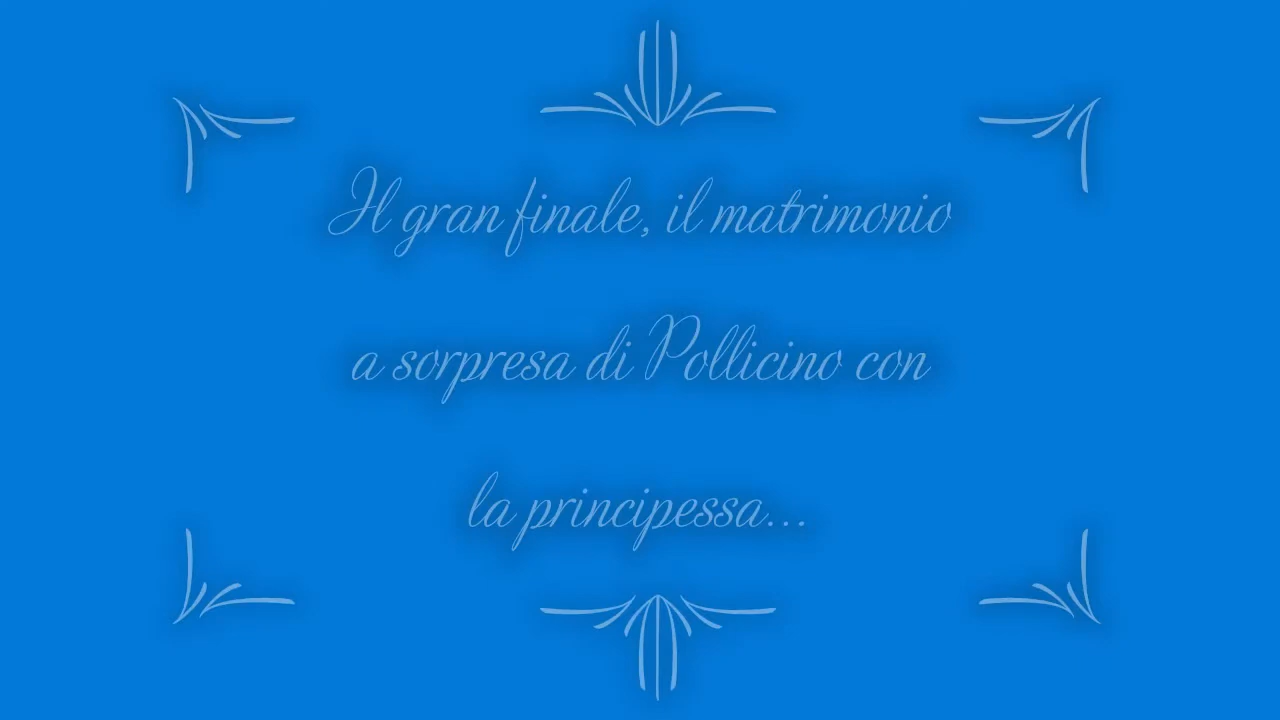 Il gran finale, il matrimonio
a sorpresa di Pollicino con
la principessa...